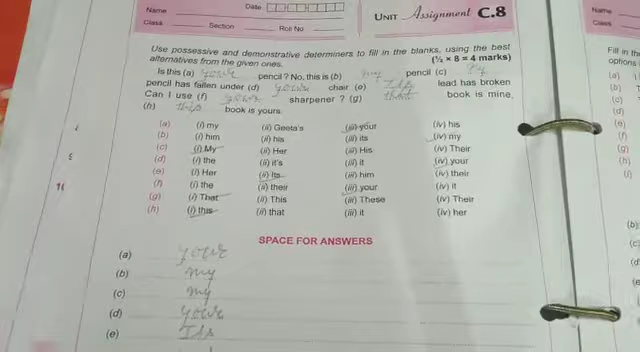 Name Date
Class Section Roll No
UNIT Assignment C.8
Name
Class
Use possessive and demonstrative determiners to fill in the blanks, using the best
alternatives from the given ones. (½ × 8 = 4 marks)
Is this (a) your pencil? No, this is (b) my pencil (c) My
pencil has fallen under (d) your chair (e) Its lead has broken
Can I use (f) your sharpener? (g) that book is mine,
(h) this book is yours.
(a) (i) my (ii) Geeta's (iii) your (iv) his
(b) (i) him (ii) his (iii) its (iv) my
(c) (i) My (ii) Her (iii) His (iv) Their
(d) (i) the (ii) it's (iii) it (iv) your
(e) (i) Her (ii) Its (iii) him (iv) their
(f) (i) the (ii) their (iii) your (iv) it
(g) (i) That (ii) This (iii) These (iv) Their
(h) (i) this (ii) that (iii) it (iv) her
SPACE FOR ANSWERS
(a) your
(b) my
(c) my
(d) your
(e) Its
Fill in
options
(a)
(b)
(c)
(d)
(e)
(f)
(g)
(h)
(b)
(c)
(d)